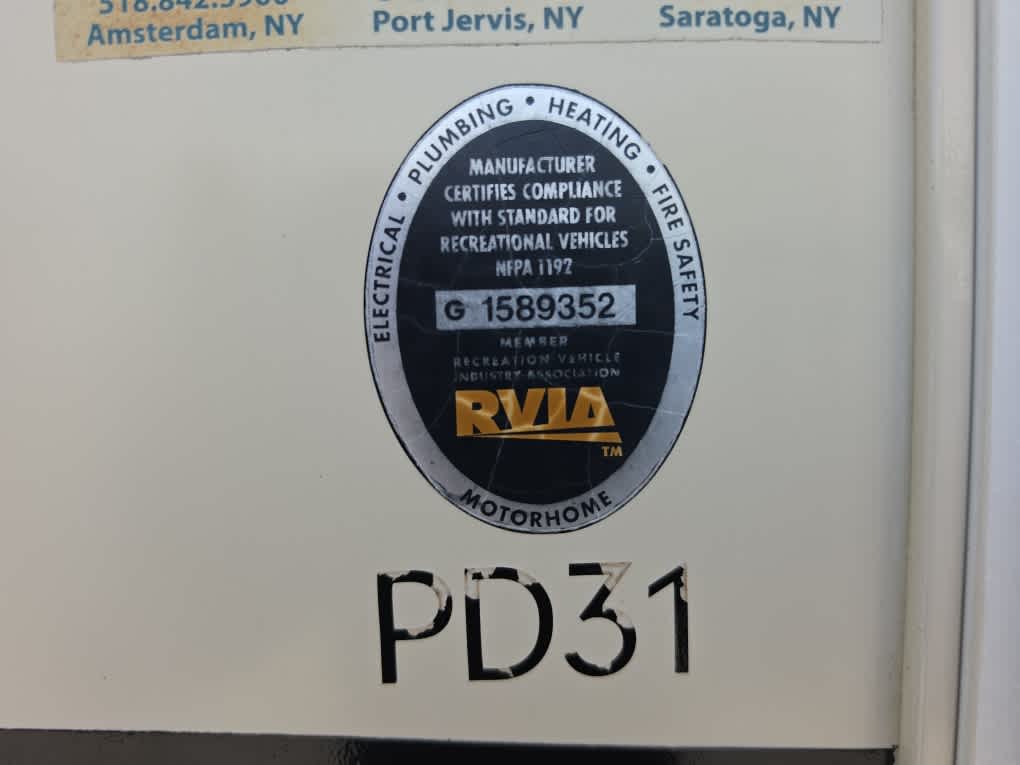 Amsterdam, NY
Port Jervis, NY
Saratoga, NY
ELECTRICAL • PLUMBING • HEATING • FIRE SAFETY
MANUFACTURER
CERTIFIES COMPLIANCE
WITH STANDARD FOR
RECREATIONAL VEHICLES
NFPA 1192
G 1589352
MEMBER
RECREATION VEHICLE
INDUSTRY ASSOCIATION
RVIA
TM
MOTORHOME
PD31